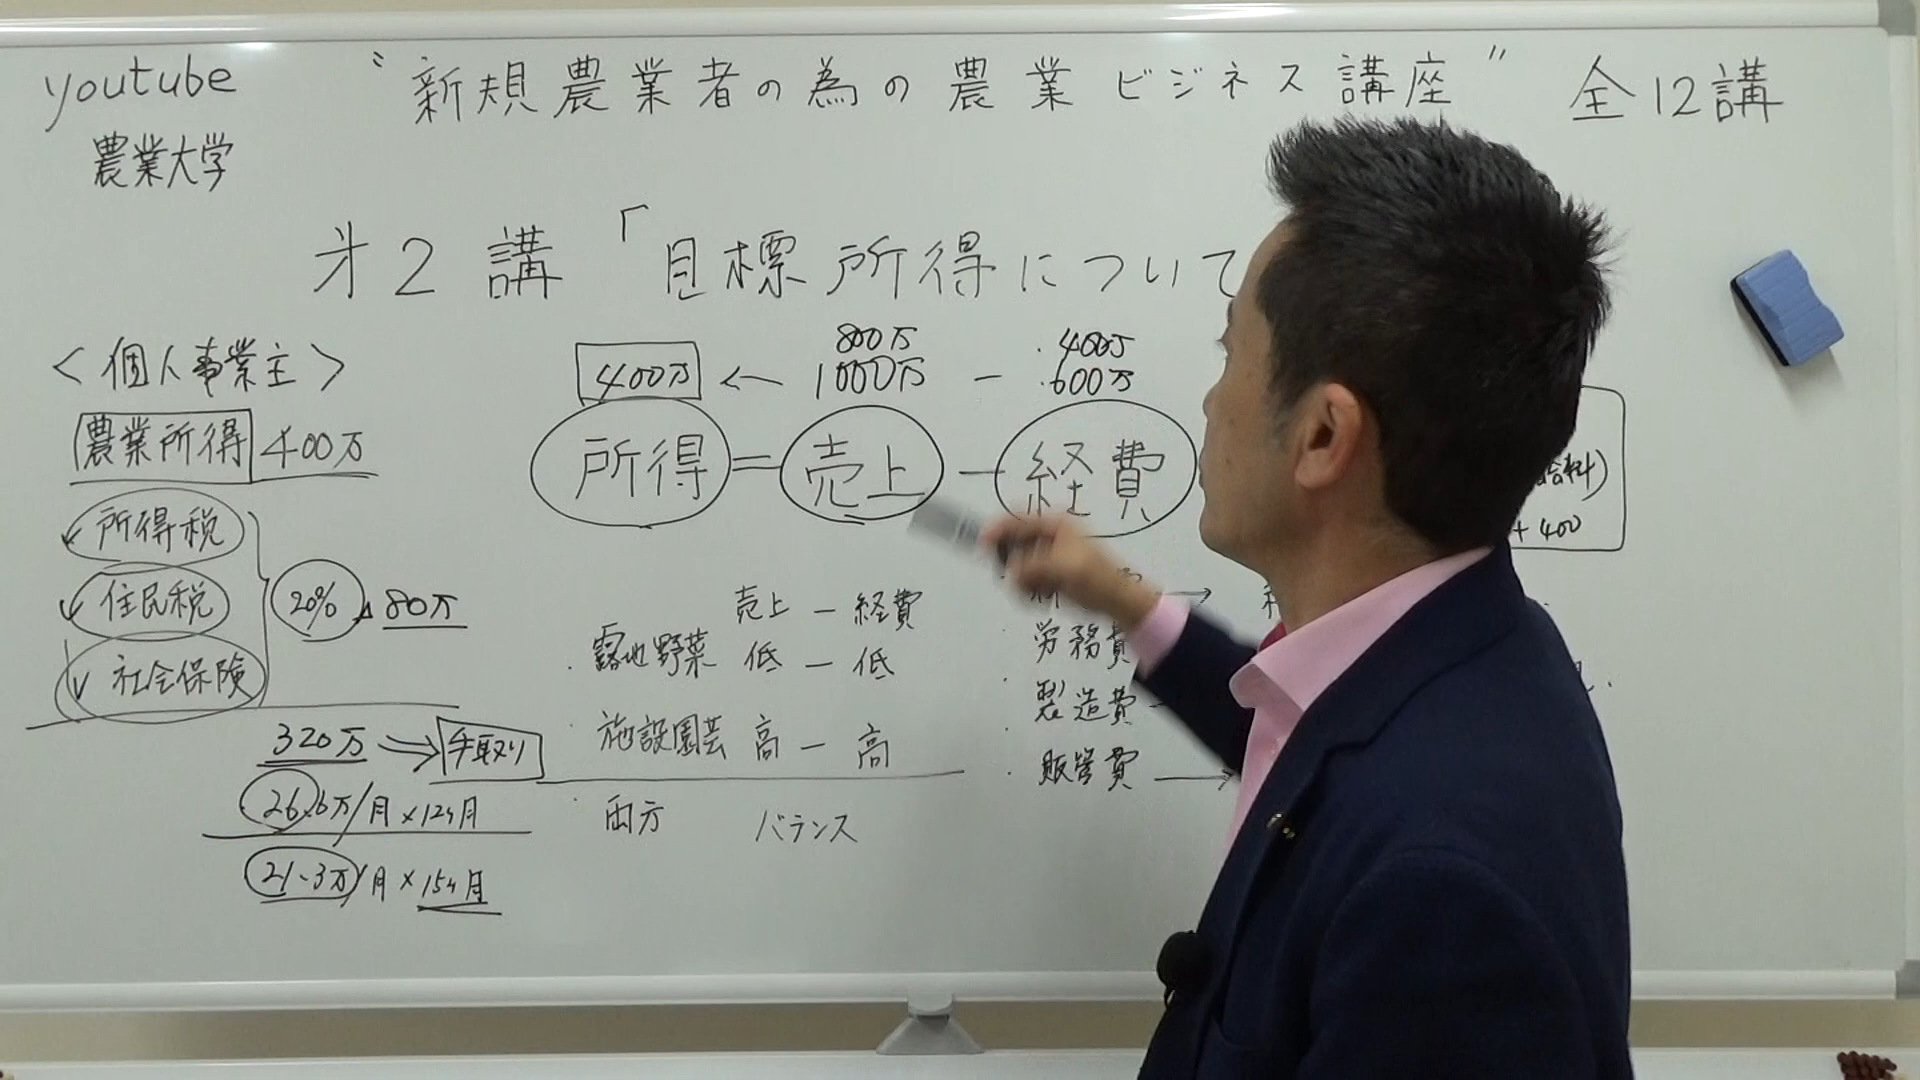 youtube
農業大学
"新規農業者の為の農業ビジネス講座" 全12講
才2講「目標所得について
<個人事業主>
農業所得 400万
所得税
住民税
社会保険
20% 80万
320万 ⇒ 手取り
26.6万/月×12ヶ月
21.3万/月×15ヶ月
800万 400万
400万 ← 1000万 - 600万
所得=売上-経費
売上-経費
露地野菜 低-低
施設園芸 高-高
両方 バランス
労務費
製造費
販管費 →
給料)
+400